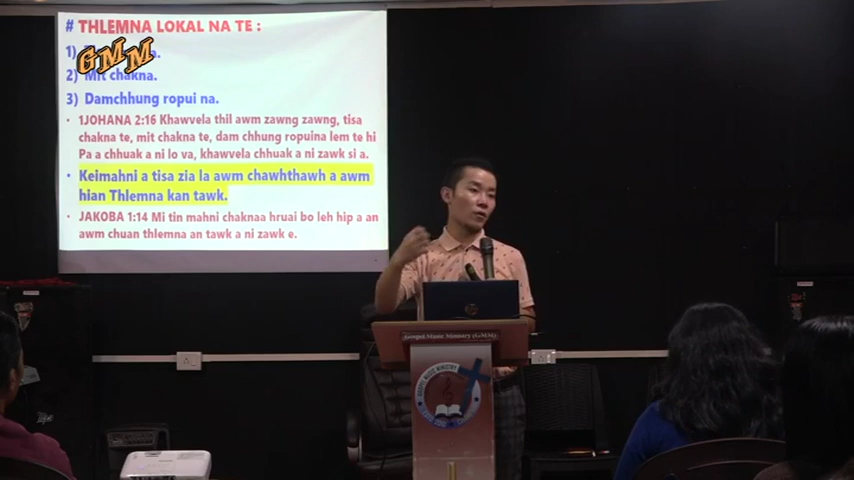 # THLEMNA LOKAL NA TE :
1)
GMM
2) Mit chakna.
3) Damchhung ropui na.
• 1JOHANA 2:16 Khawvela thil awm zawng zawng, tisa
chakna te, mit chakna te, dam chhung ropuina lem te hi
Pa a chhuak a ni lo va, khawvela chhuak a ni zawk si a.
Keimahni a tisa zia la awm chawhthawh a awm
hian Thlemna kan tawk.
• JAKOBA 1:14 Mi tin mahni chaknaa hruai bo leh hip a an
awm chuan thlemna an tawk a ni zawk e.
Gospel Music Ministry (GMM)
GOSPEL MUSIC MINISTRY